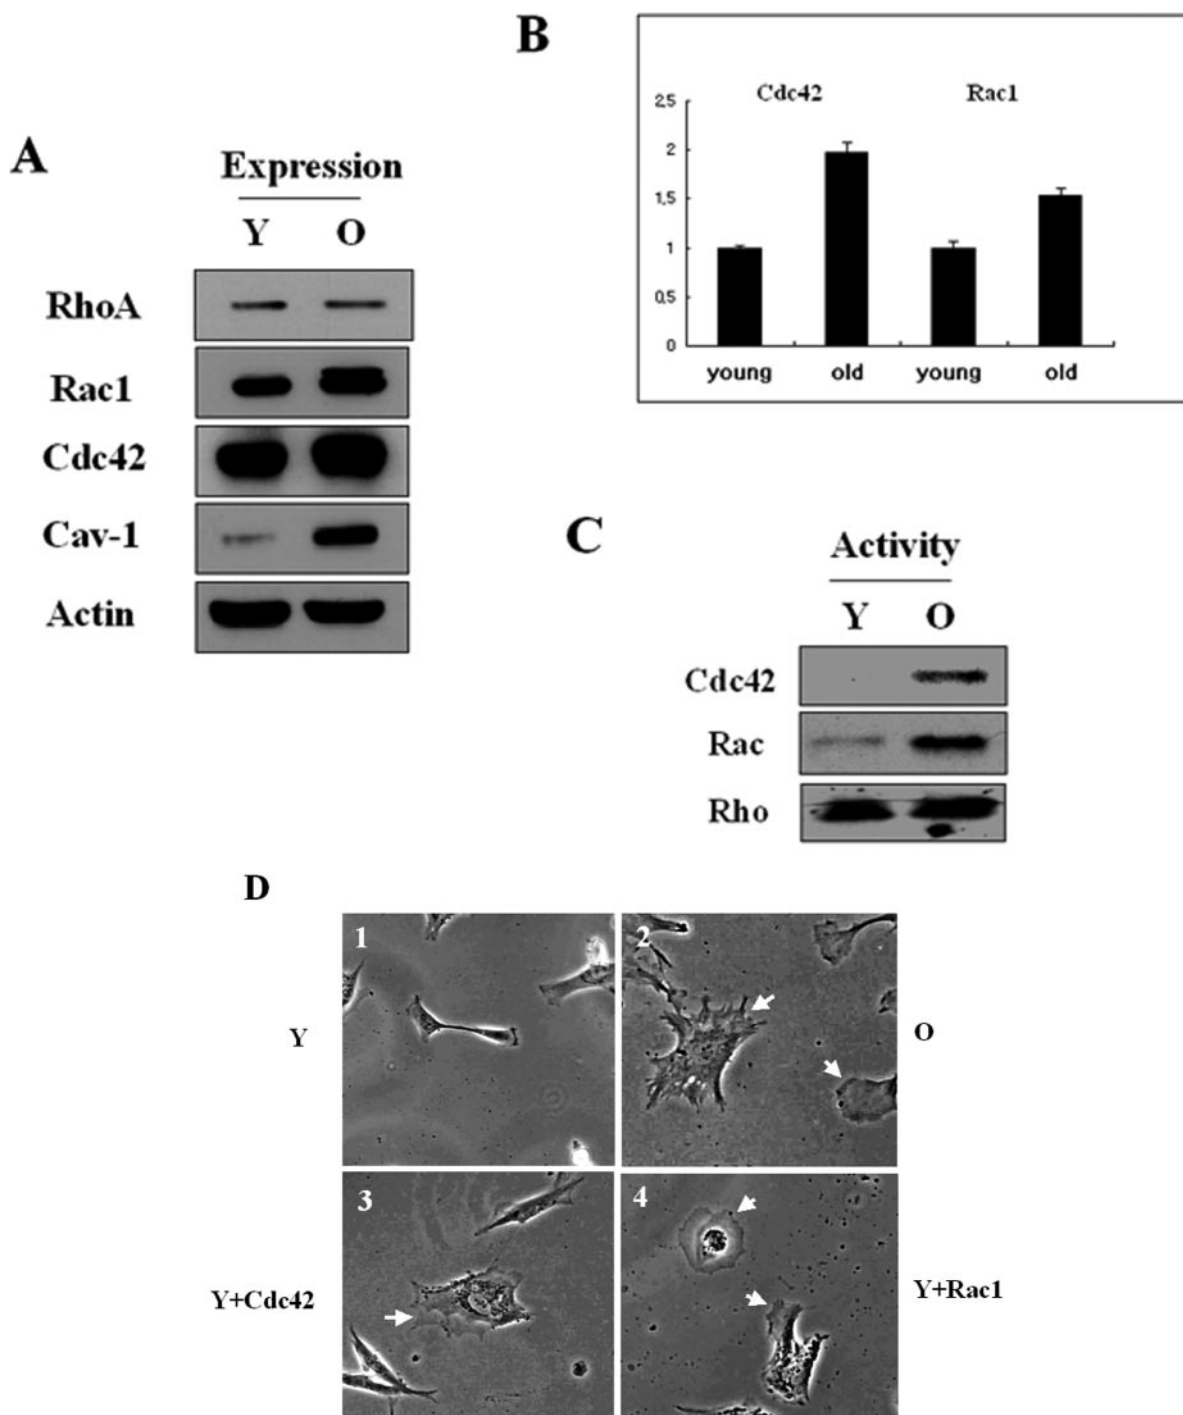 A
Expression
Y O
RhoA
Rac1
Cdc42
Cav-1
Actin
B
Cdc42 Rac1
2,5
2
1,5
1
0,5
0
young old young old
C
Activity
Y O
Cdc42
Rac
Rho
D
1 2
Y O
3 4
Y+Cdc42 Y+Rac1